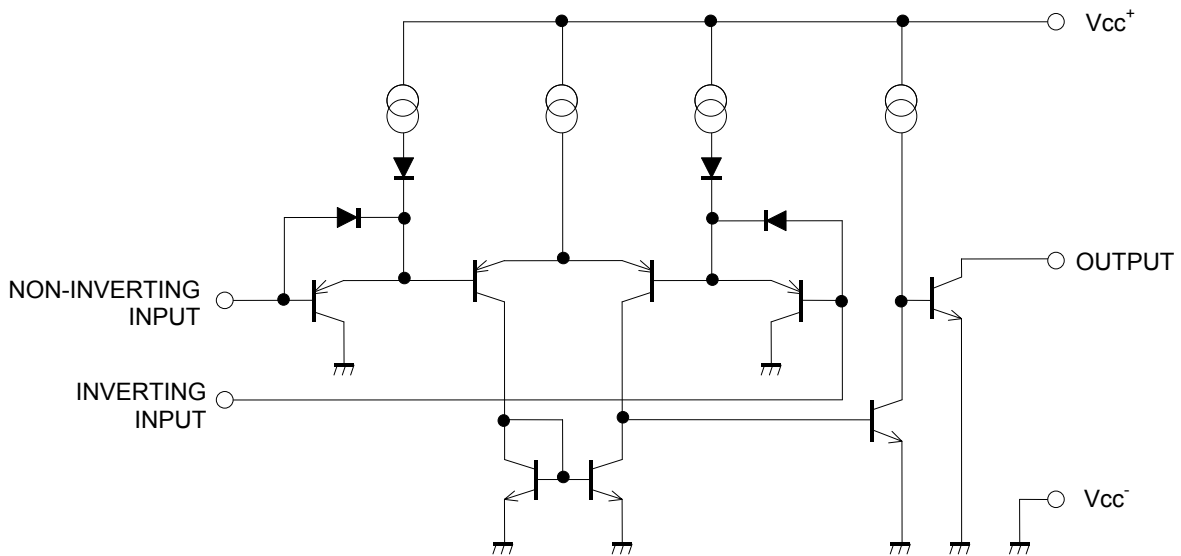 Vcc+
NON-INVERTING
INPUT
OUTPUT
INVERTING
INPUT
Vcc-